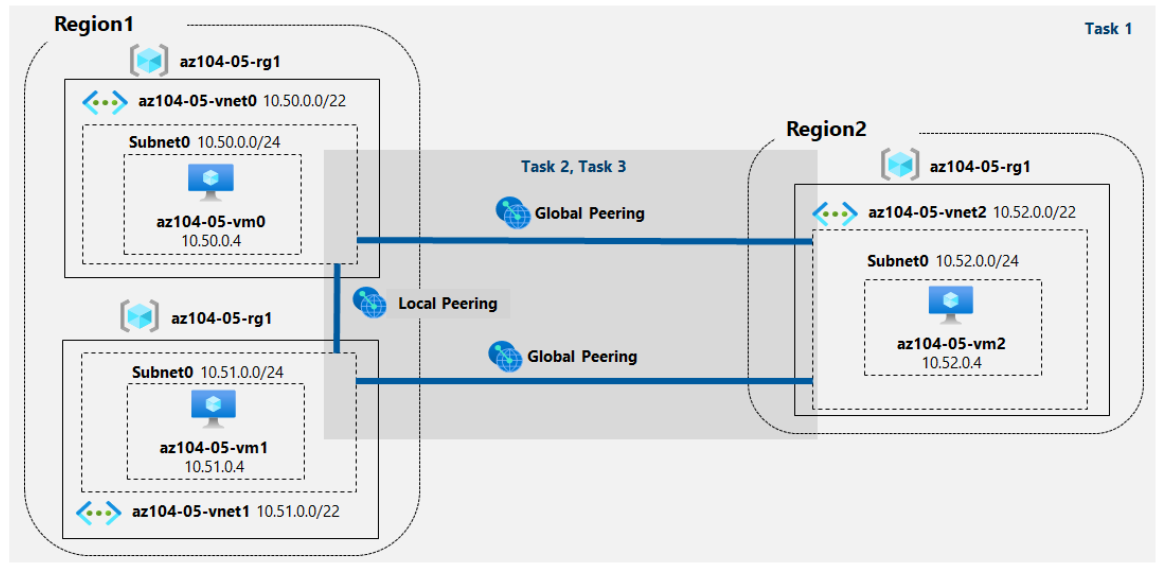 Region1
Task 1
az104-05-rg1
az104-05-vnet0 10.50.0.0/22
Subnet0 10.50.0.0/24
az104-05-vm0
10.50.0.4
Task 2, Task 3
Global Peering
Local Peering
Global Peering
az104-05-rg1
Subnet0 10.51.0.0/24
az104-05-vm1
10.51.0.4
az104-05-vnet1 10.51.0.0/22
Region2
az104-05-rg1
az104-05-vnet2 10.52.0.0/22
Subnet0 10.52.0.0/24
az104-05-vm2
10.52.0.4